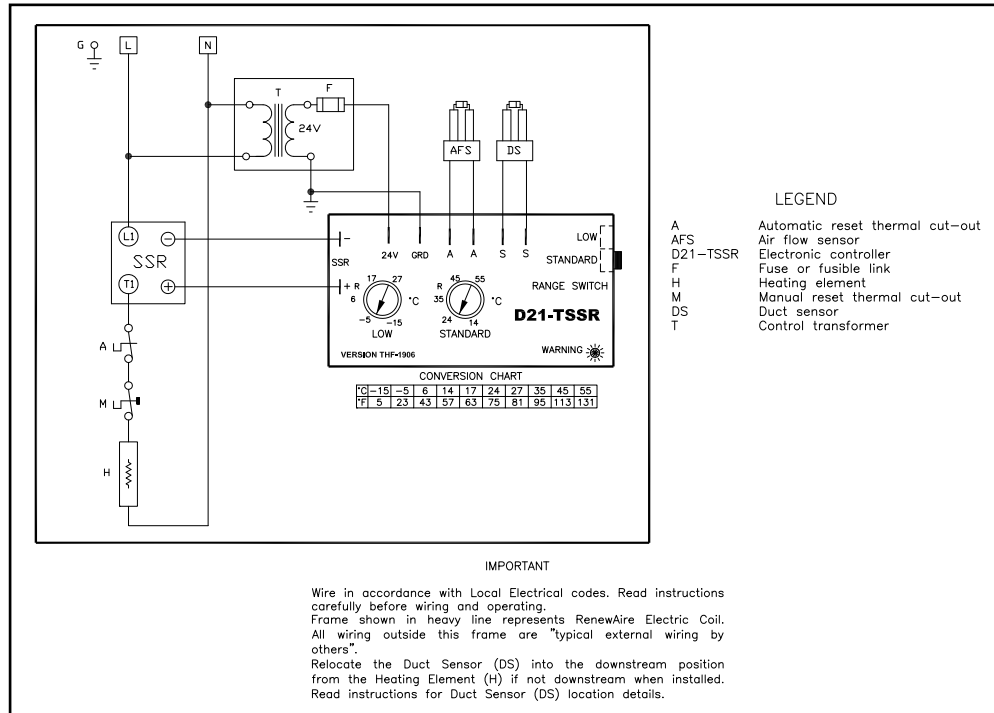 G L N
T F
24V
AFS DS
L1 −
SSR
T1 +
−
SSR
+
24V GRD A A S S
LOW
STANDARD
RANGE SWITCH
R 17 27
6 °C
−5 −15
LOW
R 45 55
35 °C
24 14
STANDARD
D21-TSSR
WARNING
VERSION THF-1906
A
M
H
CONVERSION CHART
°C −15 −5 6 14 17 24 27 35 45 55
°F 5 23 43 57 63 75 81 95 113 131
LEGEND
A Automatic reset thermal cut−out
AFS Air flow sensor
D21−TSSR Electronic controller
F Fuse or fusible link
H Heating element
M Manual reset thermal cut−out
DS Duct sensor
T Control transformer
IMPORTANT
Wire in accordance with Local Electrical codes. Read instructions
carefully before wiring and operating.
Frame shown in heavy line represents RenewAire Electric Coil.
All wiring outside this frame are "typical external wiring by
others".
Relocate the Duct Sensor (DS) into the downstream position
from the Heating Element (H) if not downstream when installed.
Read instructions for Duct Sensor (DS) location details.